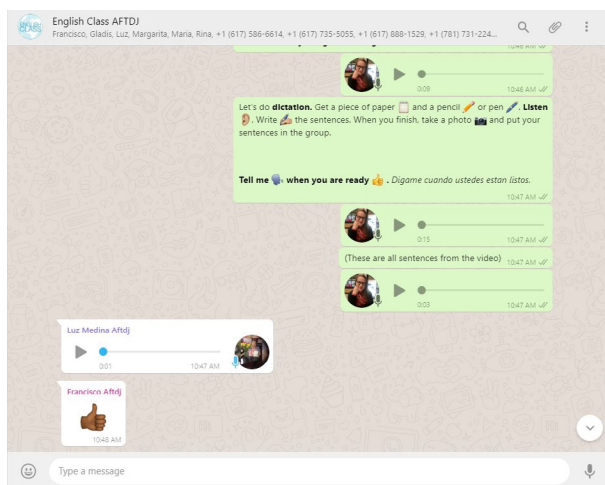 English Class AFTDJ
Francisco, Gladis, Luz, Margarita, Maria, Rina, +1 (617) 586-6614, +1 (617) 735-5055, +1 (617) 888-1529, +1 (781) 731-224...
10:46 AM
0:09 10:46 AM
Let's do dictation. Get a piece of paper and a pencil or pen. Listen
. Write the sentences. When you finish, take a photo and put your
sentences in the group.
Tell me when you are ready . Digame cuando ustedes estan listos.
10:47 AM
0:15 10:47 AM
(These are all sentences from the video) 10:47 AM
0:03 10:47 AM
Luz Medina Aftdj
0:01 10:47 AM
Francisco Aftdj
10:48 AM
Type a message